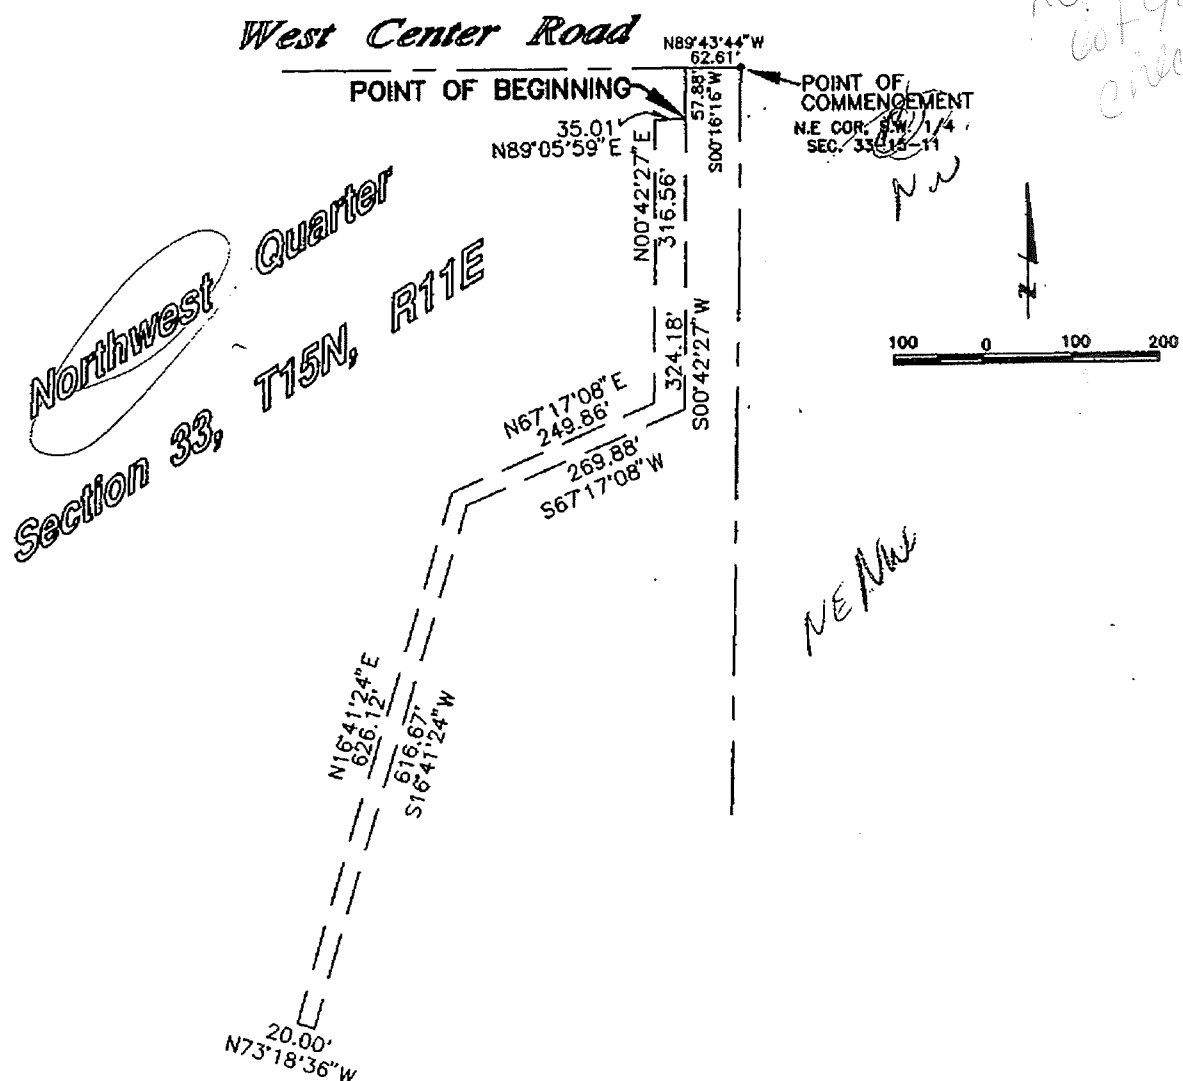 West Center Road
N89°43'44"W
62.61'
POINT OF BEGINNING
57.88'
S00°16'16"W
POINT OF
COMMENCEMENT
N.E COR. S.W. 1/4
SEC. 33-15-11
NW
35.01'
N89°05'59"E
N00°42'27"E
316.56'
324.18'
S00°42'27"W
Northwest Quarter
Section 33, T15N, R11E
Z
100 0 100 200
N67°17'08"E
249.86'
269.88'
S67°17'08"W
NE NW
N16°41'24"E
626.12'
616.67'
S16°41'24"W
20.00'
N73°18'36"W